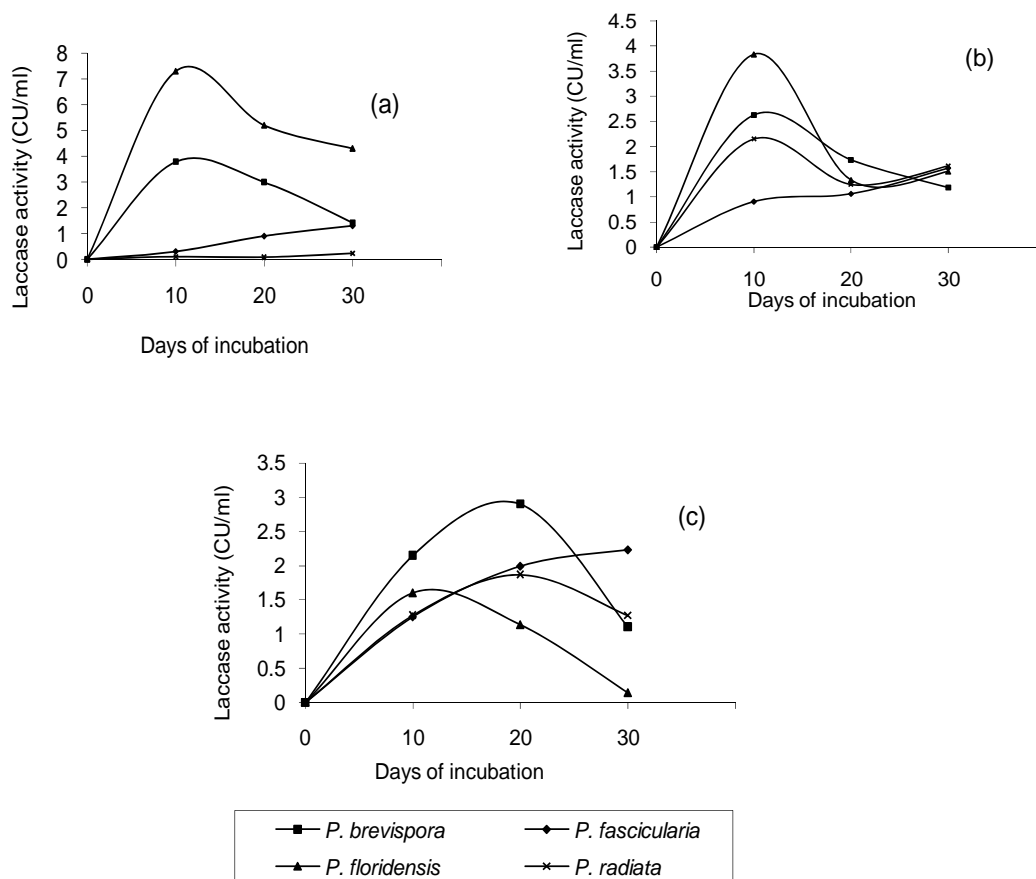 (a)
Laccase activity (CU/ml)
8
7
6
5
4
3
2
1
0
0 10 20 30
Days of incubation
(b)
Laccase activity (CU/ml)
4.5
4
3.5
3
2.5
2
1.5
1
0.5
0
0 10 20 30
Days of incubation
(c)
Laccase activity (CU/ml)
3.5
3
2.5
2
1.5
1
0.5
0
0 10 20 30
Days of incubation
P. brevispora P. fascicularia
P. floridensis P. radiata